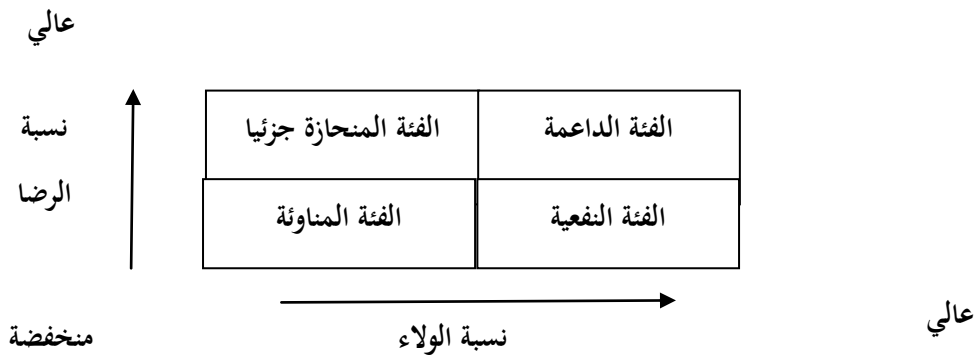 عالي
الفئة الداعمة
الفئة المنحازة جزئيا
نسبة
الرضا
الفئة النفعية
الفئة المناوئة
عالي
نسبة الولاء
منخفضة